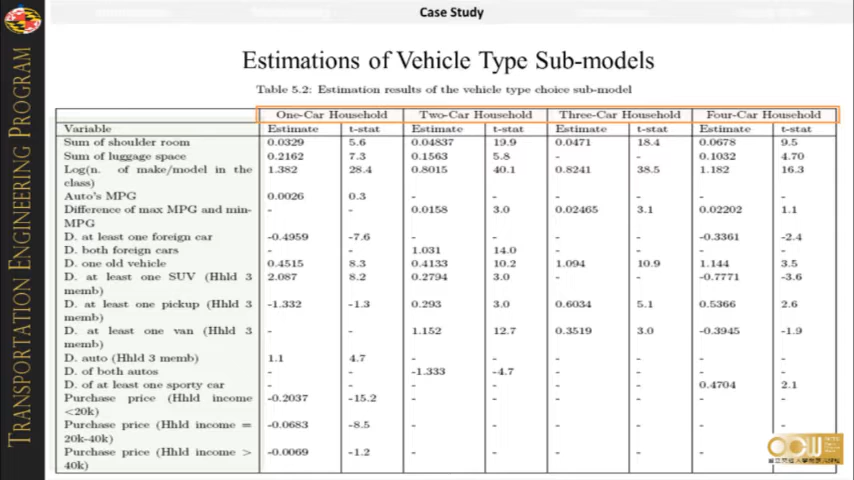 Case Study
Estimations of Vehicle Type Sub-models
Table 5.2: Estimation results of the vehicle type choice sub-model
One-Car Household Two-Car Household Three-Car Household Four-Car Household
Variable Estimate t-stat Estimate t-stat Estimate t-stat Estimate t-stat
Sum of shoulder room 0.0329 5.6 0.04837 19.9 0.0471 18.4 0.0678 9.5
Sum of luggage space 0.2162 7.3 0.1563 5.8 - - 0.1032 4.70
Log(n. of make/model in the 1.382 28.4 0.8015 40.1 0.8241 38.5 1.182 16.3
class)
Auto's MPG 0.0026 0.3 - - - - - -
Difference of max MPG and min- - - 0.0158 3.0 0.02465 3.1 0.02202 1.1
MPG
D. at least one foreign car -0.4959 -7.6 - - - - -0.3361 -2.4
D. both foreign cars - - 1.031 14.0 - - - -
D. one old vehicle 0.4515 8.3 0.4133 10.2 1.094 10.9 1.144 3.5
D. at least one SUV (Hhld 3 2.087 8.2 0.2794 3.0 - - -0.7771 -3.6
memb)
D. at least one pickup (Hhld 3 -1.332 -1.3 0.293 3.0 0.6034 5.1 0.5366 2.6
memb)
D. at least one van (Hhld 3 - - 1.152 12.7 0.3519 3.0 -0.3945 -1.9
memb)
D. auto (Hhld 3 memb) 1.1 4.7 - - - - - -
D. of both autos - - -1.333 -4.7 - - - -
D. of at least one sporty car - - - - - - 0.4704 2.1
Purchase price (Hhld income -0.2037 -15.2 - - - - - -
<20k)
Purchase price (Hhld income = -0.0683 -8.5 - - - - -
20k-40k)
Purchase price (Hhld income > -0.0069 -1.2 - - - - -
40k)
TRANSPORTATION ENGINEERING PROGRAM
OCW